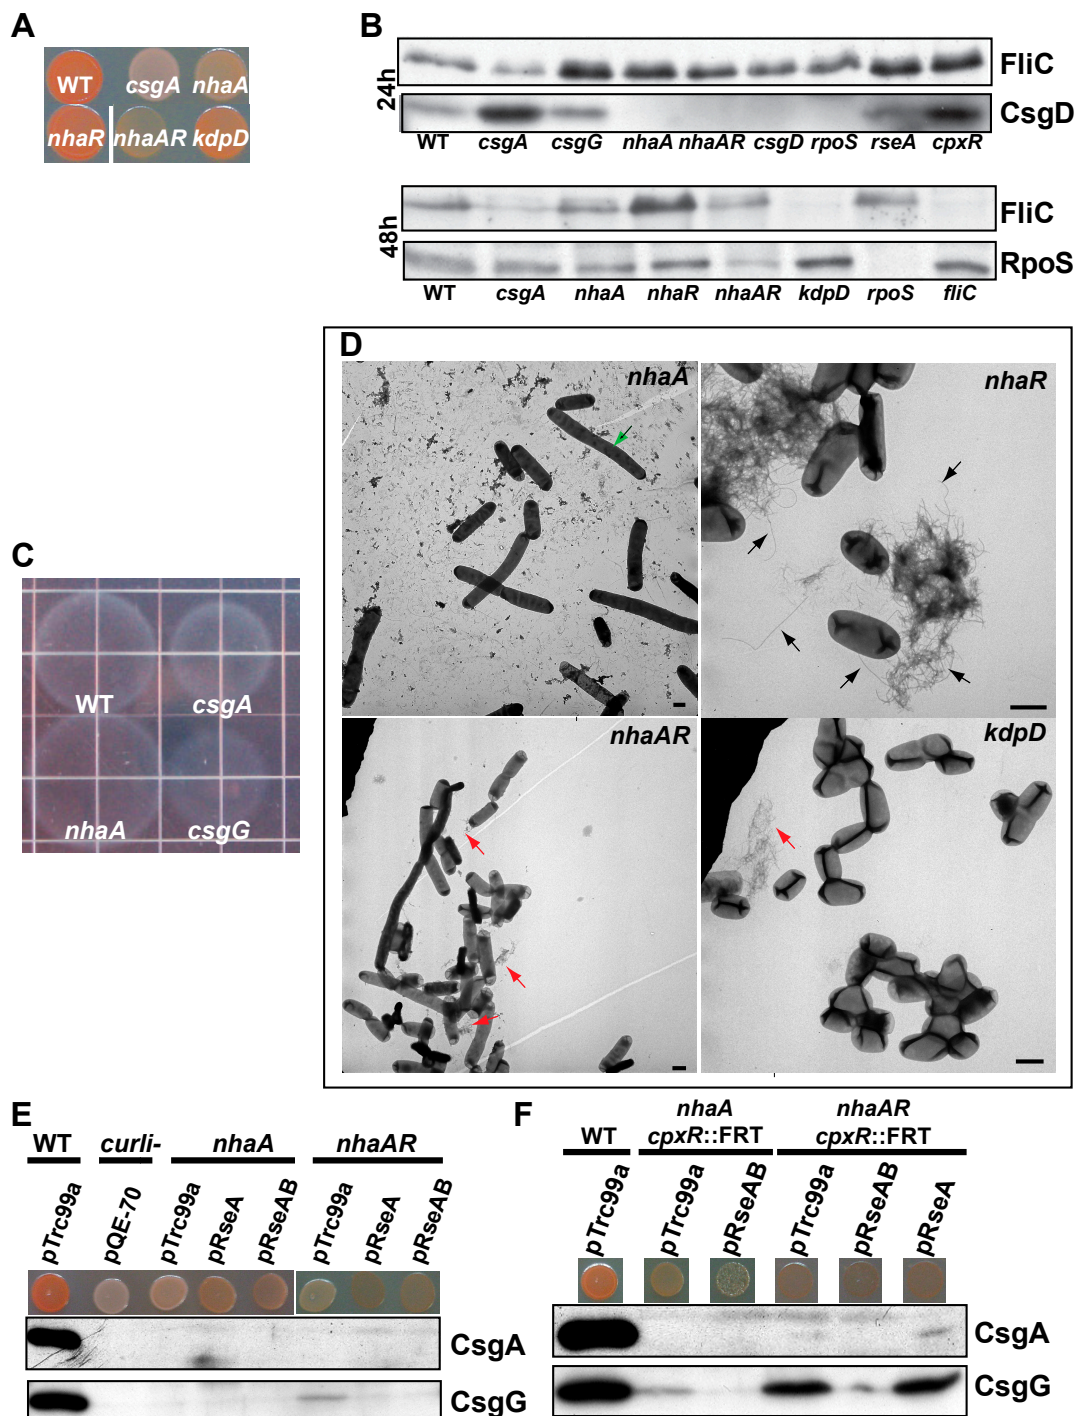 A
WT csgA nhaA
nhaR nhaAR kdpD
B
24h
FliC
CsgD
WT csgA csgG nhaA nhaAR csgD rpoS rseA cpxR
48h
FliC
RpoS
WT csgA nhaA nhaR nhaAR kdpD rpoS fliC
C
WT csgA
nhaA csgG
D
nhaA nhaR
nhaAR kdpD
E
WT curli- nhaA nhaAR
pTrc99a pQE-70 pTrc99a pRseA pRseAB pTrc99a pRseA pRseAB
CsgA
CsgG
F
WT nhaA cpxR::FRT nhaAR cpxR::FRT
pTrc99a pTrc99a pRseAB pTrc99a pRseAB pRseA
CsgA
CsgG